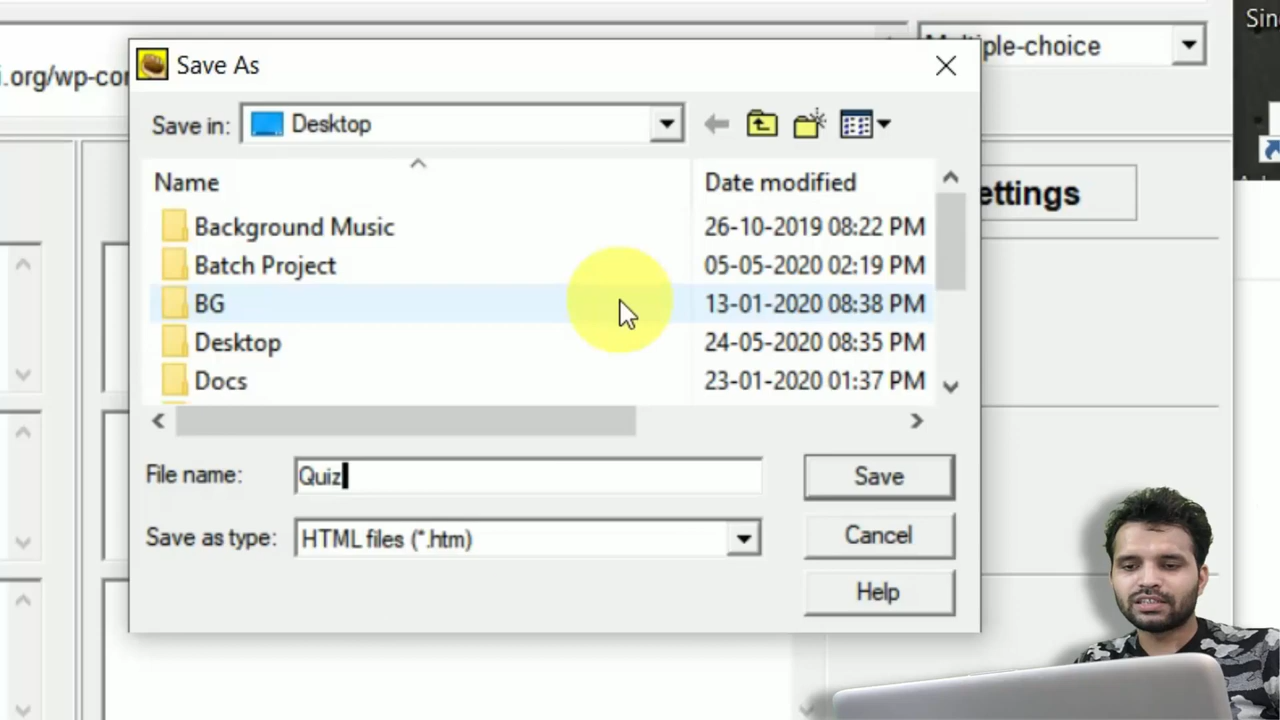 Sin
Multiple-choice
i.org/wp-con
Save As
Save in: Desktop
Name Date modified
ettings
Background Music 26-10-2019 08:22 PM
Batch Project 05-05-2020 02:19 PM
BG 13-01-2020 08:38 PM
Desktop 24-05-2020 08:35 PM
Docs 23-01-2020 01:37 PM
File name: Quiz Save
Save as type: HTML files (*.htm) Cancel
Help